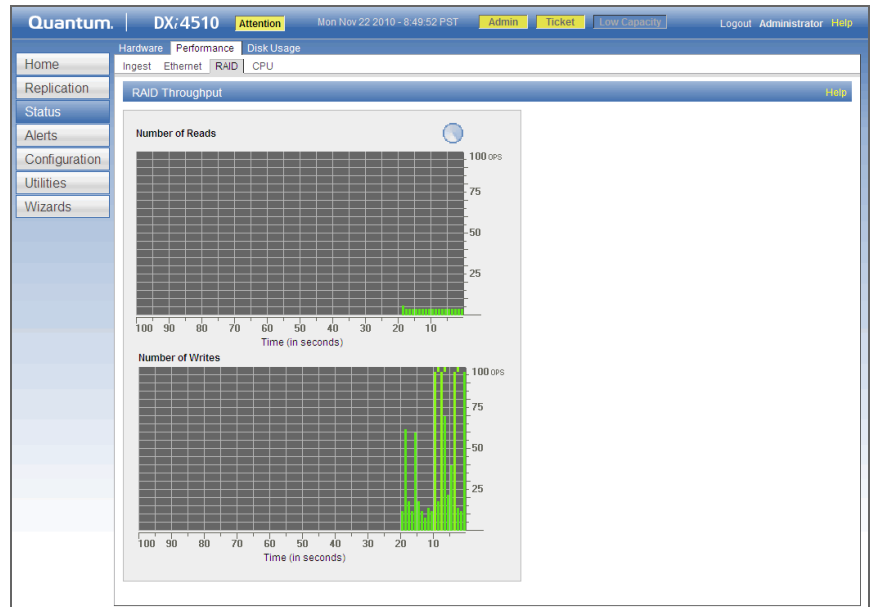 Quantum. DXi4510 Attention Mon Nov 22 2010 - 8:49:52 PST Admin Ticket Low Capacity Logout Administrator Help
Hardware Performance Disk Usage
Home
Replication
Status
Alerts
Configuration
Utilities
Wizards
Ingest Ethernet RAID CPU
RAID Throughput Help
Number of Reads
100 OPS
75
50
25
100 90 80 70 60 50 40 30 20 10
Time (in seconds)
Number of Writes
100 OPS
75
50
25
100 90 80 70 60 50 40 30 20 10
Time (in seconds)